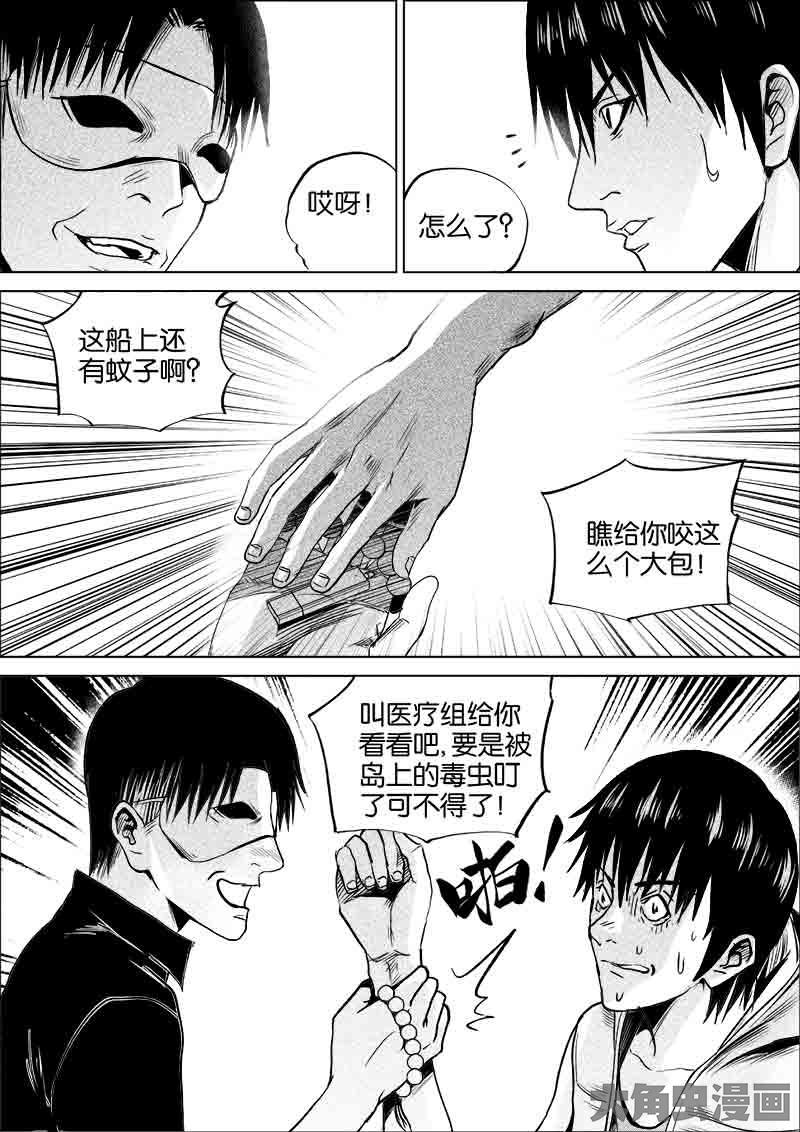 哎呀！
怎么了？
这船上还
有蚊子啊？
瞧给你咬这
么个大包！
叫医疗组给你
看看吧，要是被
岛上的毒虫叮
了可不得了！
啪！
大角虫漫画